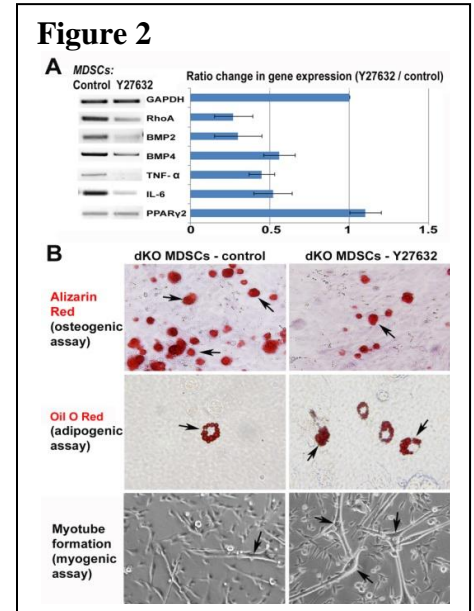 Figure 2
A
MDSCs:
Control Y27632
Ratio change in gene expression (Y27632 / control)
GAPDH
RhoA
BMP2
BMP4
TNF- α
IL-6
PPARγ2
0 0.5 1 1.5
B
dKO MDSCs - control dKO MDSCs - Y27632
Alizarin
Red
(osteogenic
assay)
Oil O Red
(adipogenic
assay)
Myotube
formation
(myogenic
assay)